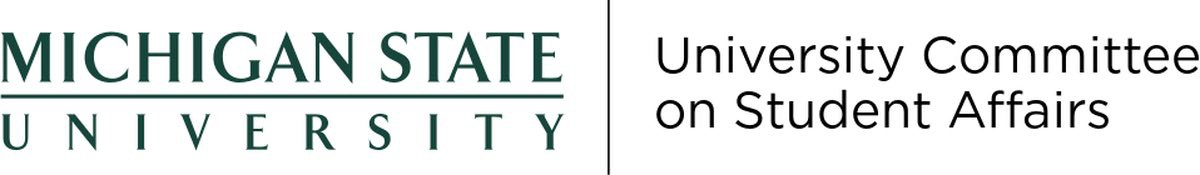 MICHIGAN STATE
UNIVERSITY
University Committee
on Student Affairs